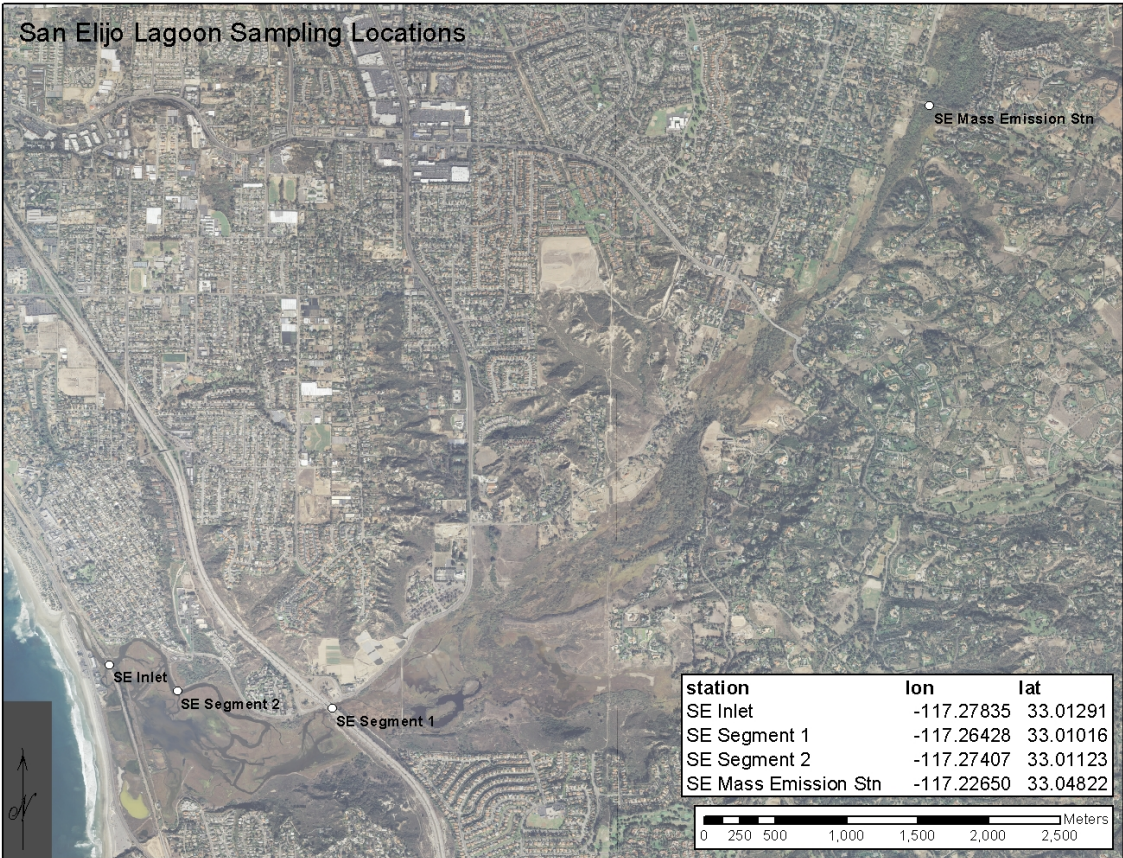 San Elijo Lagoon Sampling Locations
SE Mass Emission Stn
SE Inlet
SE Segment 2
SE Segment 1
station lon lat
SE Inlet -117.27835 33.01291
SE Segment 1 -117.26428 33.01016
SE Segment 2 -117.27407 33.01123
SE Mass Emission Stn -117.22650 33.04822
Meters
0 250 500 1,000 1,500 2,000 2,500
N